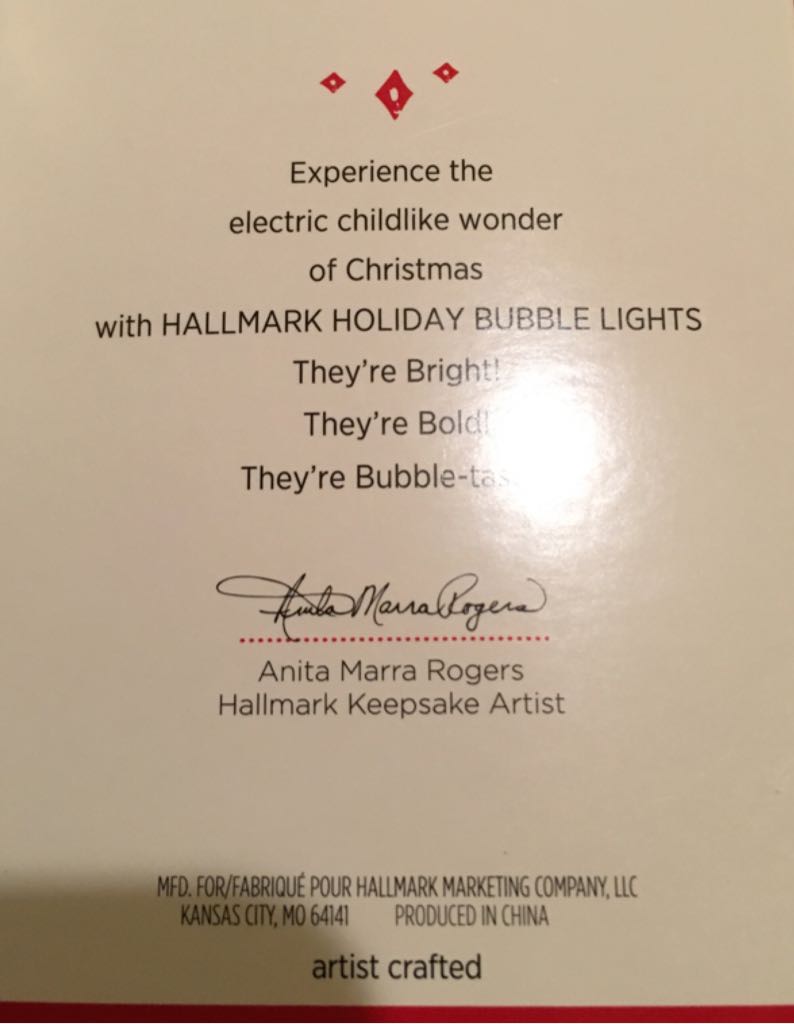 Experience the
electric childlike wonder
of Christmas
with HALLMARK HOLIDAY BUBBLE LIGHTS
They're Bright!
They're Bold!
They're
Anita Marra Rogers
Anita Marra Rogers
Hallmark Keepsake Artist
MFD. FOR/FABRIQUÉ POUR HALLMARK MARKETING COMPANY, LLC
KANSAS CITY, MO 64141 PRODUCED IN CHINA
artist crafted